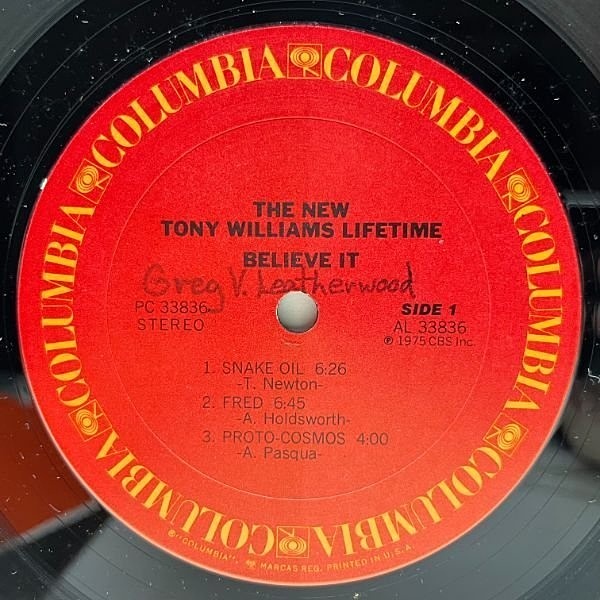 COLUMBIA COLUMBIA COLUMBIA COLUMBIA COLUMBIA COLUMBIA
THE NEW
TONY WILLIAMS LIFETIME
BELIEVE IT
Greg V. Leatherwood
PC 33836
STEREO
SIDE 1
AL 33836
℗ 1975 CBS Inc.
1. SNAKE OIL 6:26
-T. Newton-
2. FRED 6:45
-A. Holdsworth-
3. PROTO-COSMOS 4:00
-A. Pasqua-
®"COLUMBIA", MARCAS REG. PRINTED IN U.S.A.